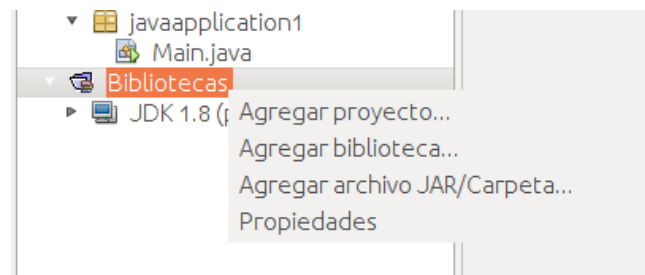 javaapplication1
Main.java
Bibliotecas
JDK 1.8 (
Agregar proyecto...
Agregar biblioteca...
Agregar archivo JAR/Carpeta...
Propiedades